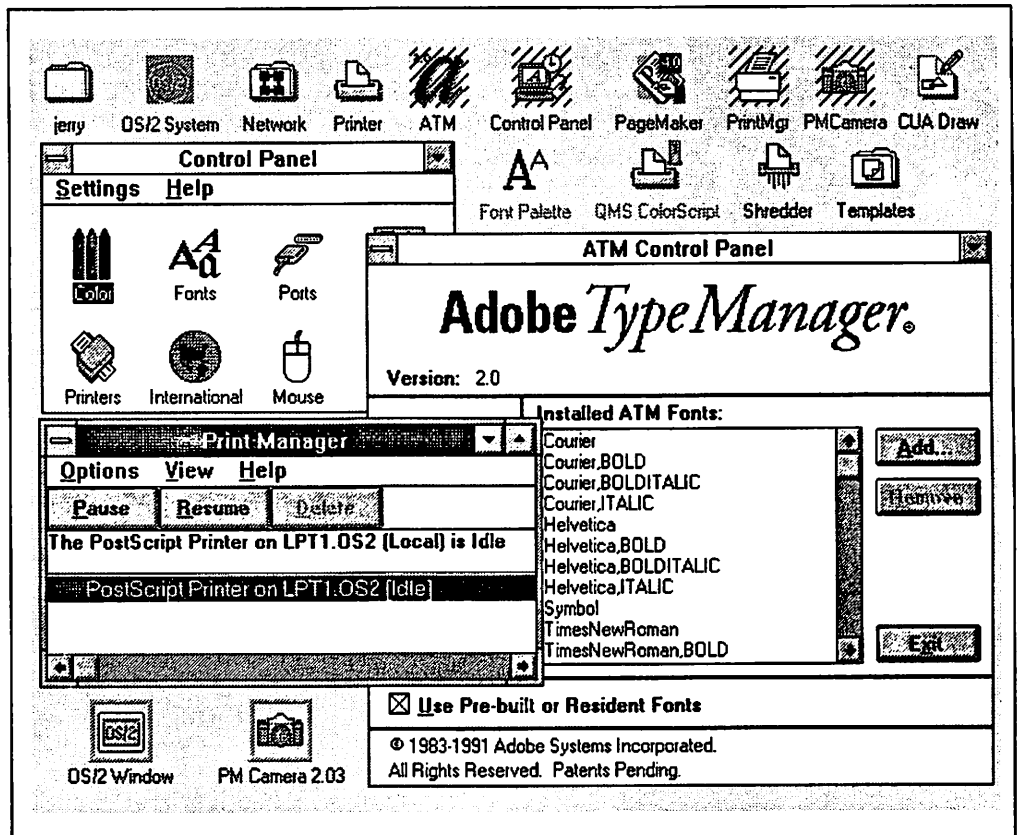 jerry OS/2 System Network Printer ATM Control Panel PageMaker PrintMgr PMCamera CUA Draw
Font Palette QMS ColorScript Shredder Templates
Control Panel
Settings Help
Color Fonts Ports
Printers International Mouse
ATM Control Panel
Adobe Type Manager®
Version: 2.0
Installed ATM Fonts:
Courier
Courier,BOLD
Courier,BOLDITALIC
Courier,ITALIC
Helvetica
Helvetica,BOLD
Helvetica,BOLDITALIC
Helvetica,ITALIC
Symbol
TimesNewRoman
TimesNewRoman,BOLD
Add...
Remove
Exit
Use Pre-built or Resident Fonts
© 1983-1991 Adobe Systems Incorporated.
All Rights Reserved. Patents Pending.
Print Manager
Options View Help
Pause Resume Delete
The PostScript Printer on LPT1.OS2 (Local) is Idle
PostScript Printer on LPT1.OS2 [Idle]
OS/2
OS/2 Window PM Camera 2.03